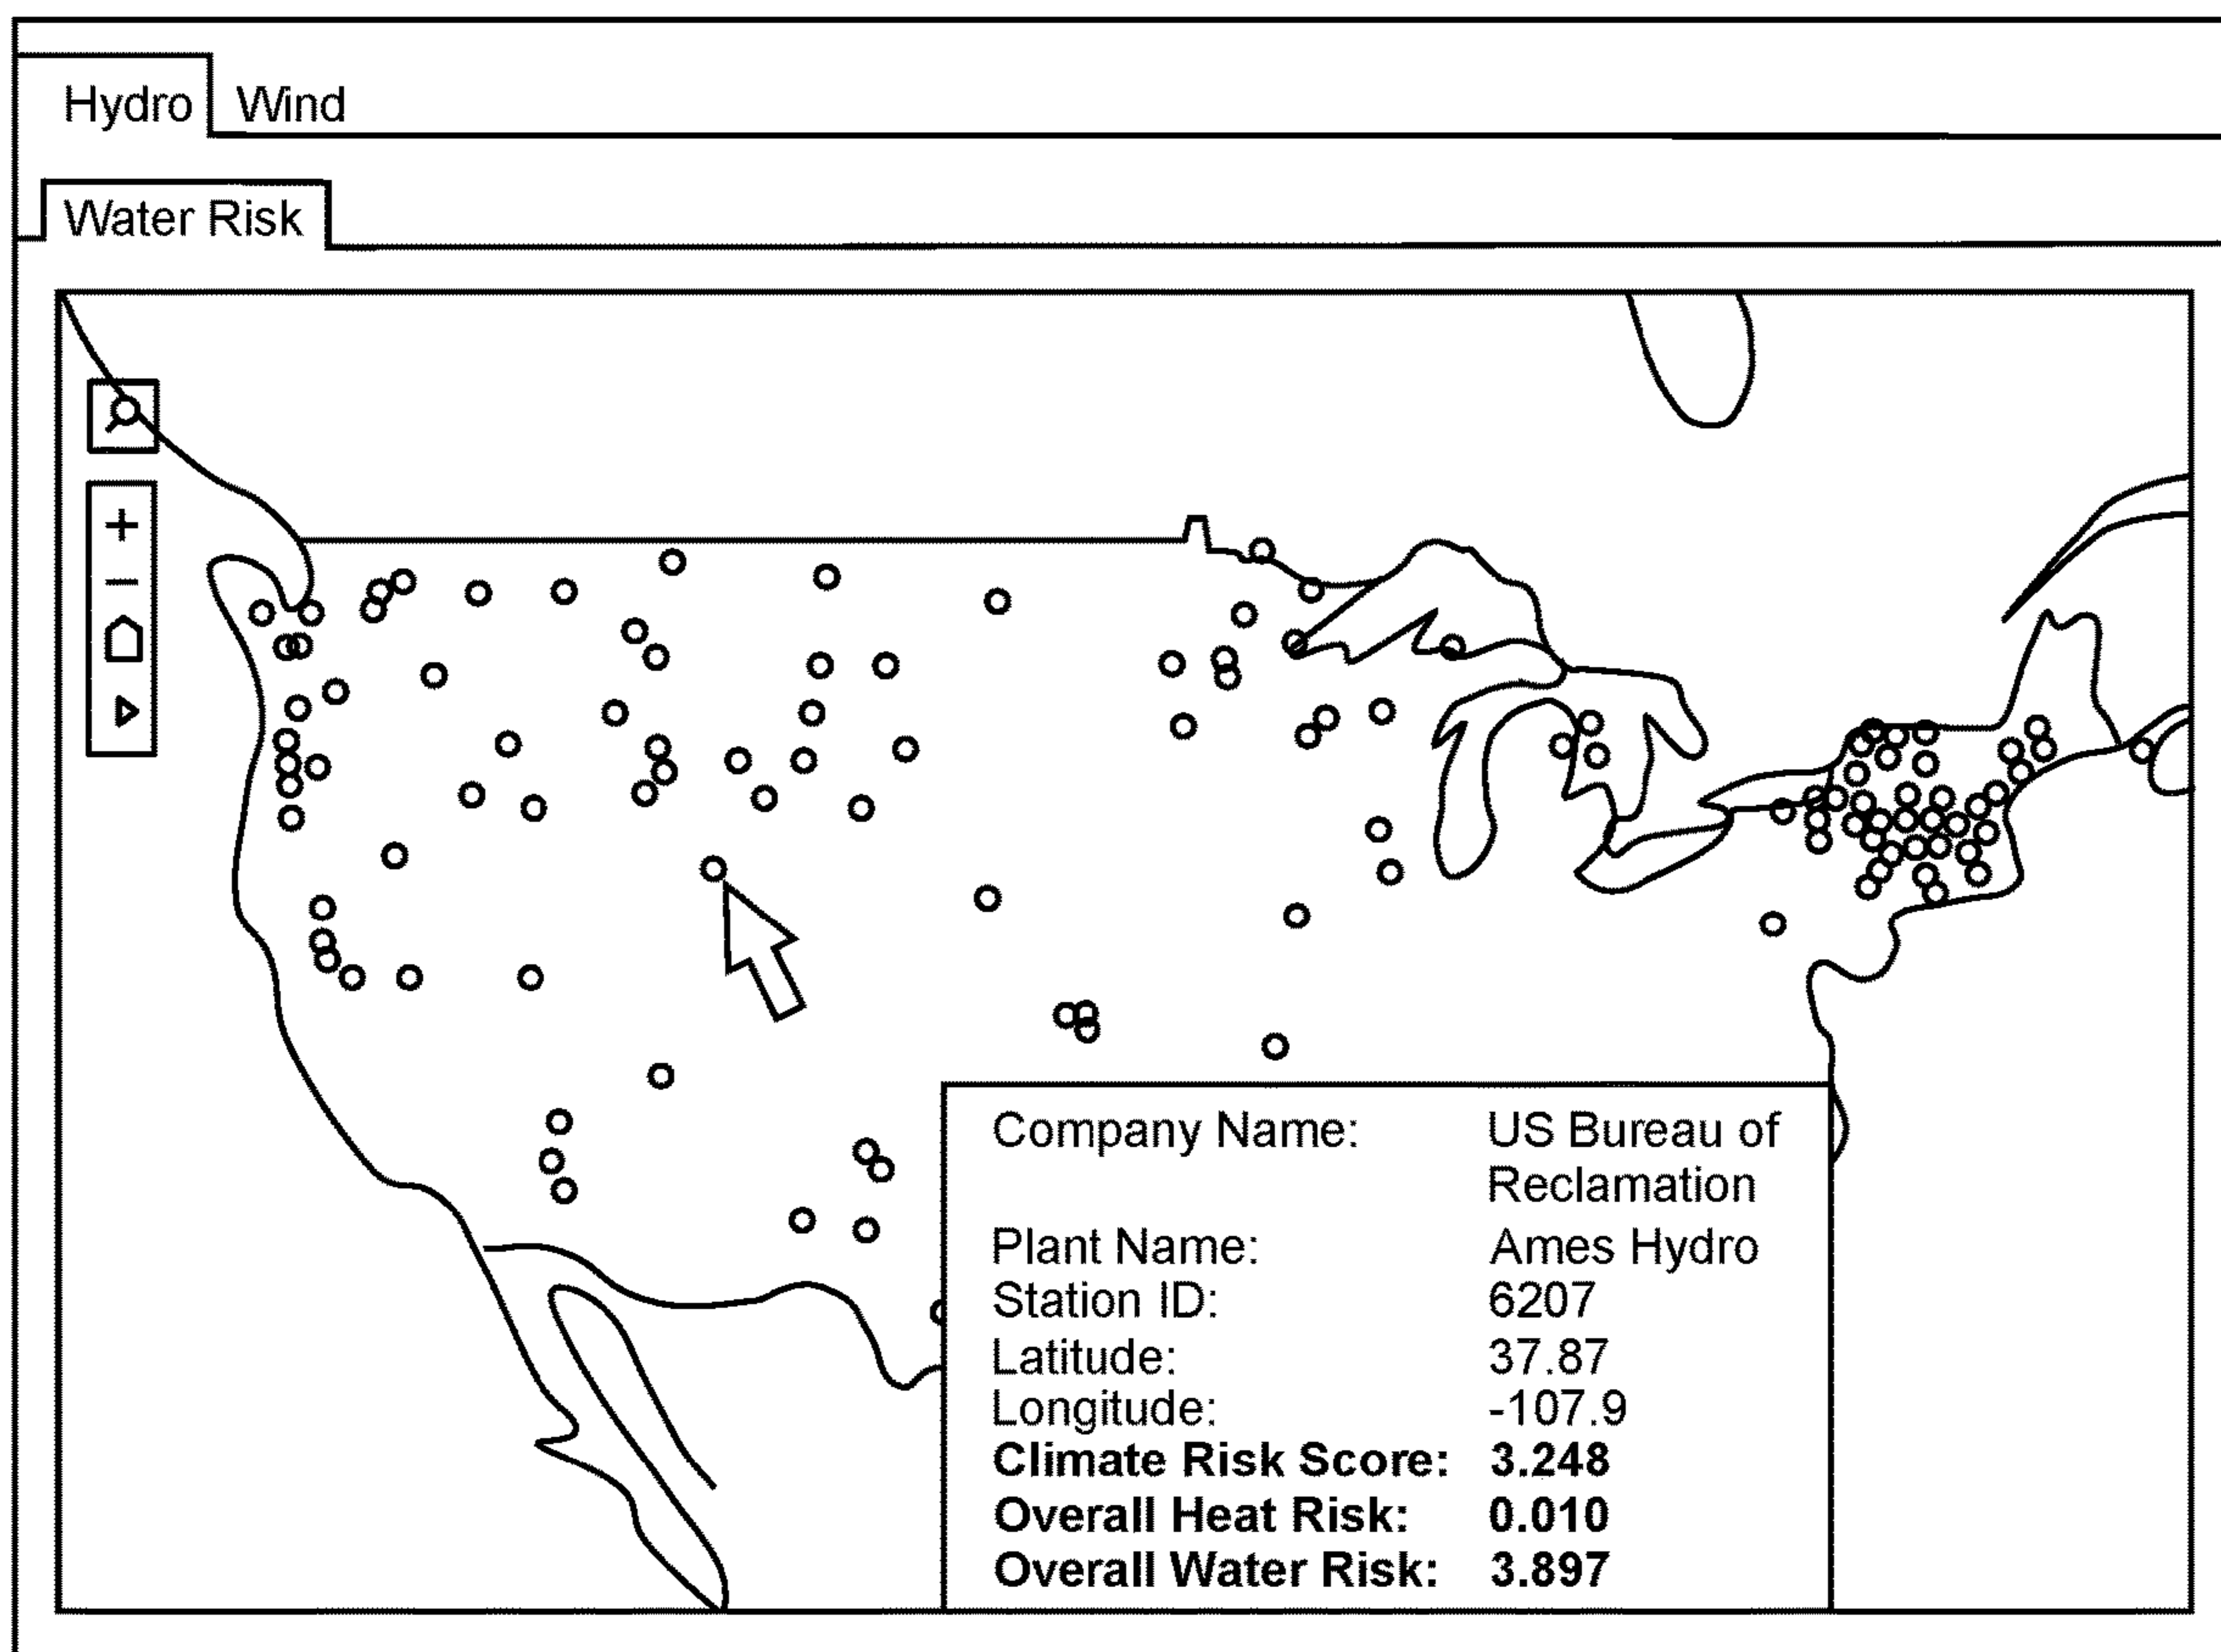 Hydro Wind
Water Risk
+
–
Company Name: US Bureau of
Reclamation
Plant Name: Ames Hydro
Station ID: 6207
Latitude: 37.87
Longitude: -107.9
Climate Risk Score: 3.248
Overall Heat Risk: 0.010
Overall Water Risk: 3.897